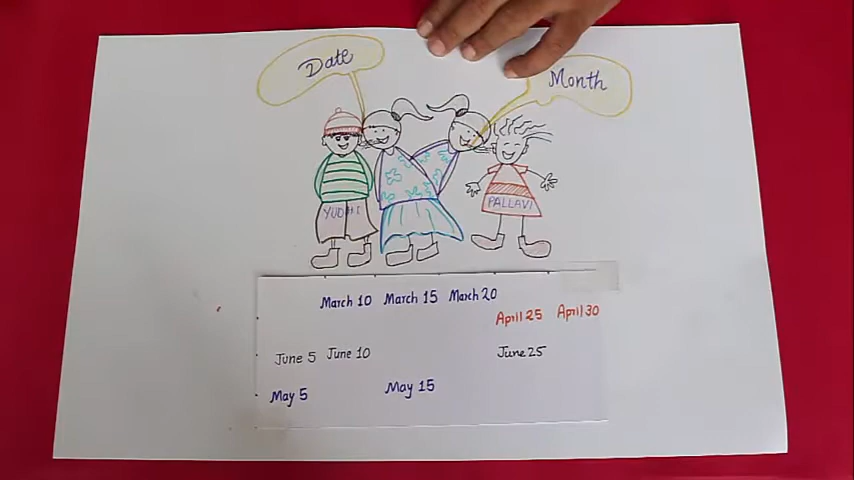 Date
Month
YUDHI
PALLAVI
March 10 March 15 March 20
April 25 April 30
June 5 June 10 June 25
May 5 May 15